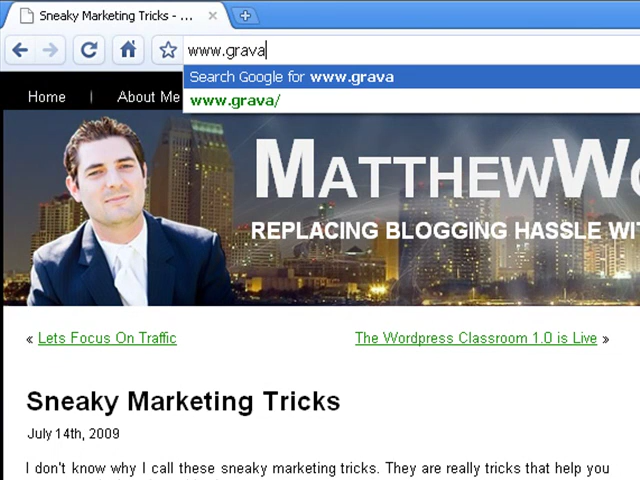 Sneaky Marketing Tricks - ...
www.grava
Search Google for www.grava
www.grava/
Home | About Me
MATTHEWWO
REPLACING BLOGGING HASSLE WIT
« Lets Focus On Traffic
The Wordpress Classroom 1.0 is Live »
Sneaky Marketing Tricks
July 14th, 2009
I don't know why I call these sneaky marketing tricks. They are really tricks that help you